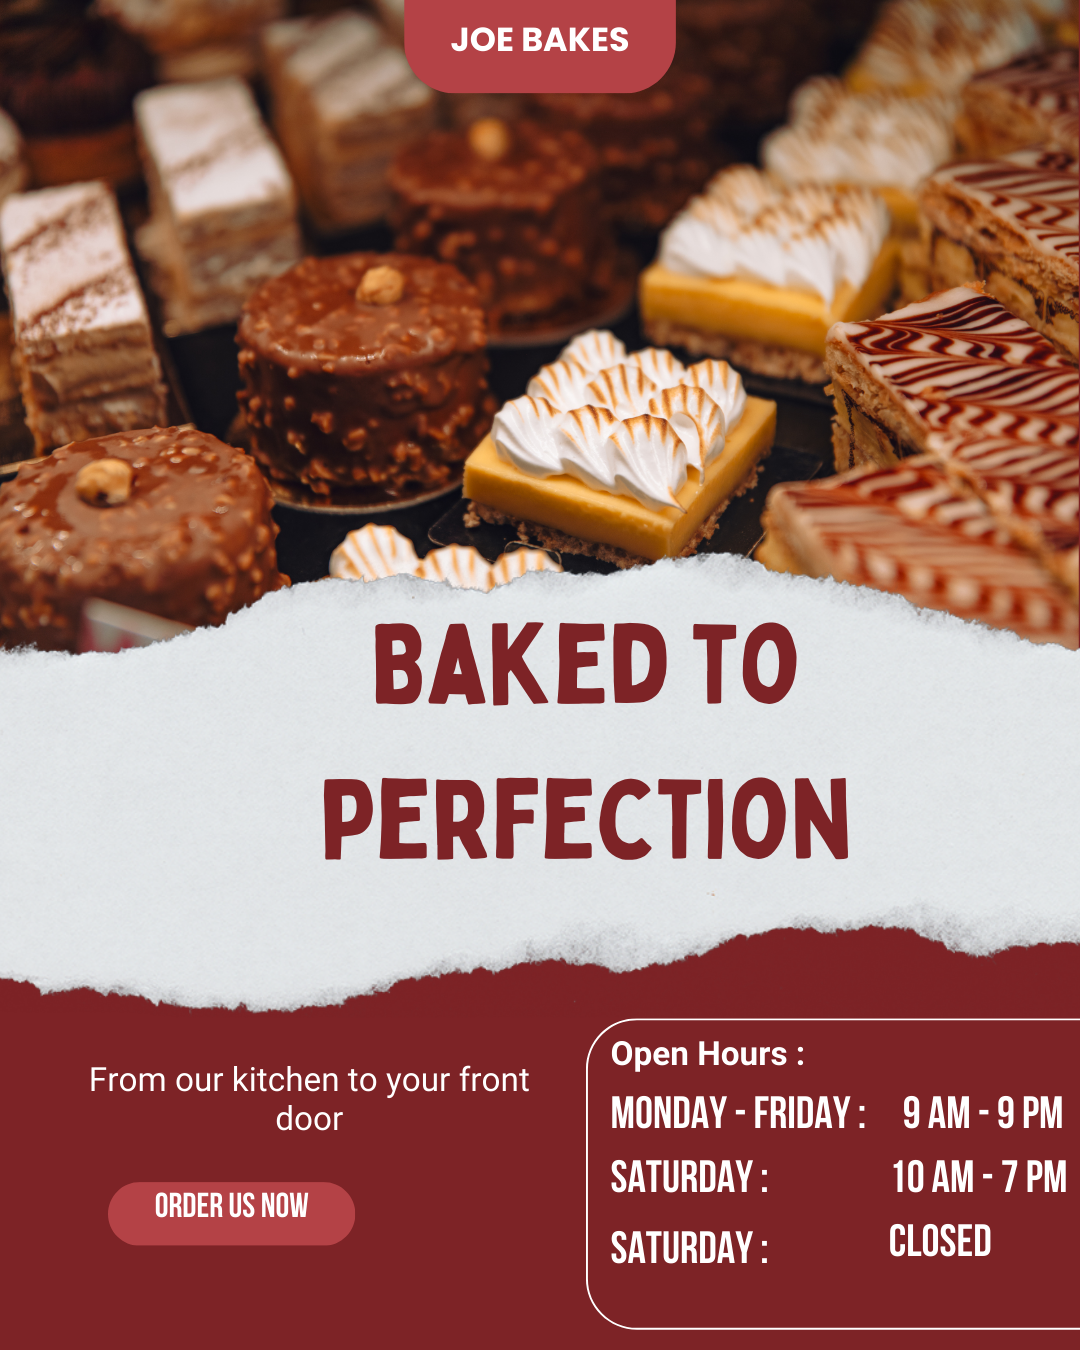 JOE BAKES
BAKED TO
PERFECTION
From our kitchen to your front
door
ORDER US NOW
Open Hours :
MONDAY - FRIDAY : 9 AM - 9 PM
SATURDAY : 10 AM - 7 PM
SATURDAY : CLOSED